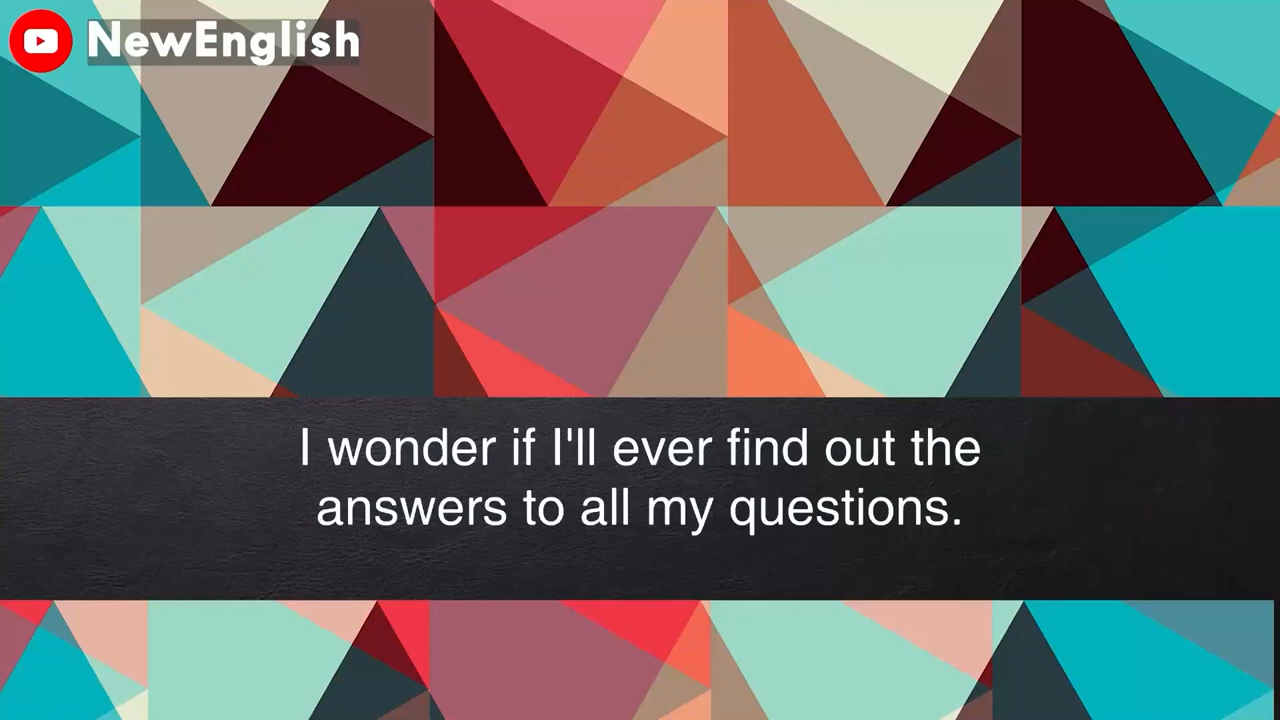 NewEnglish
I wonder if I'll ever find out the
answers to all my questions.